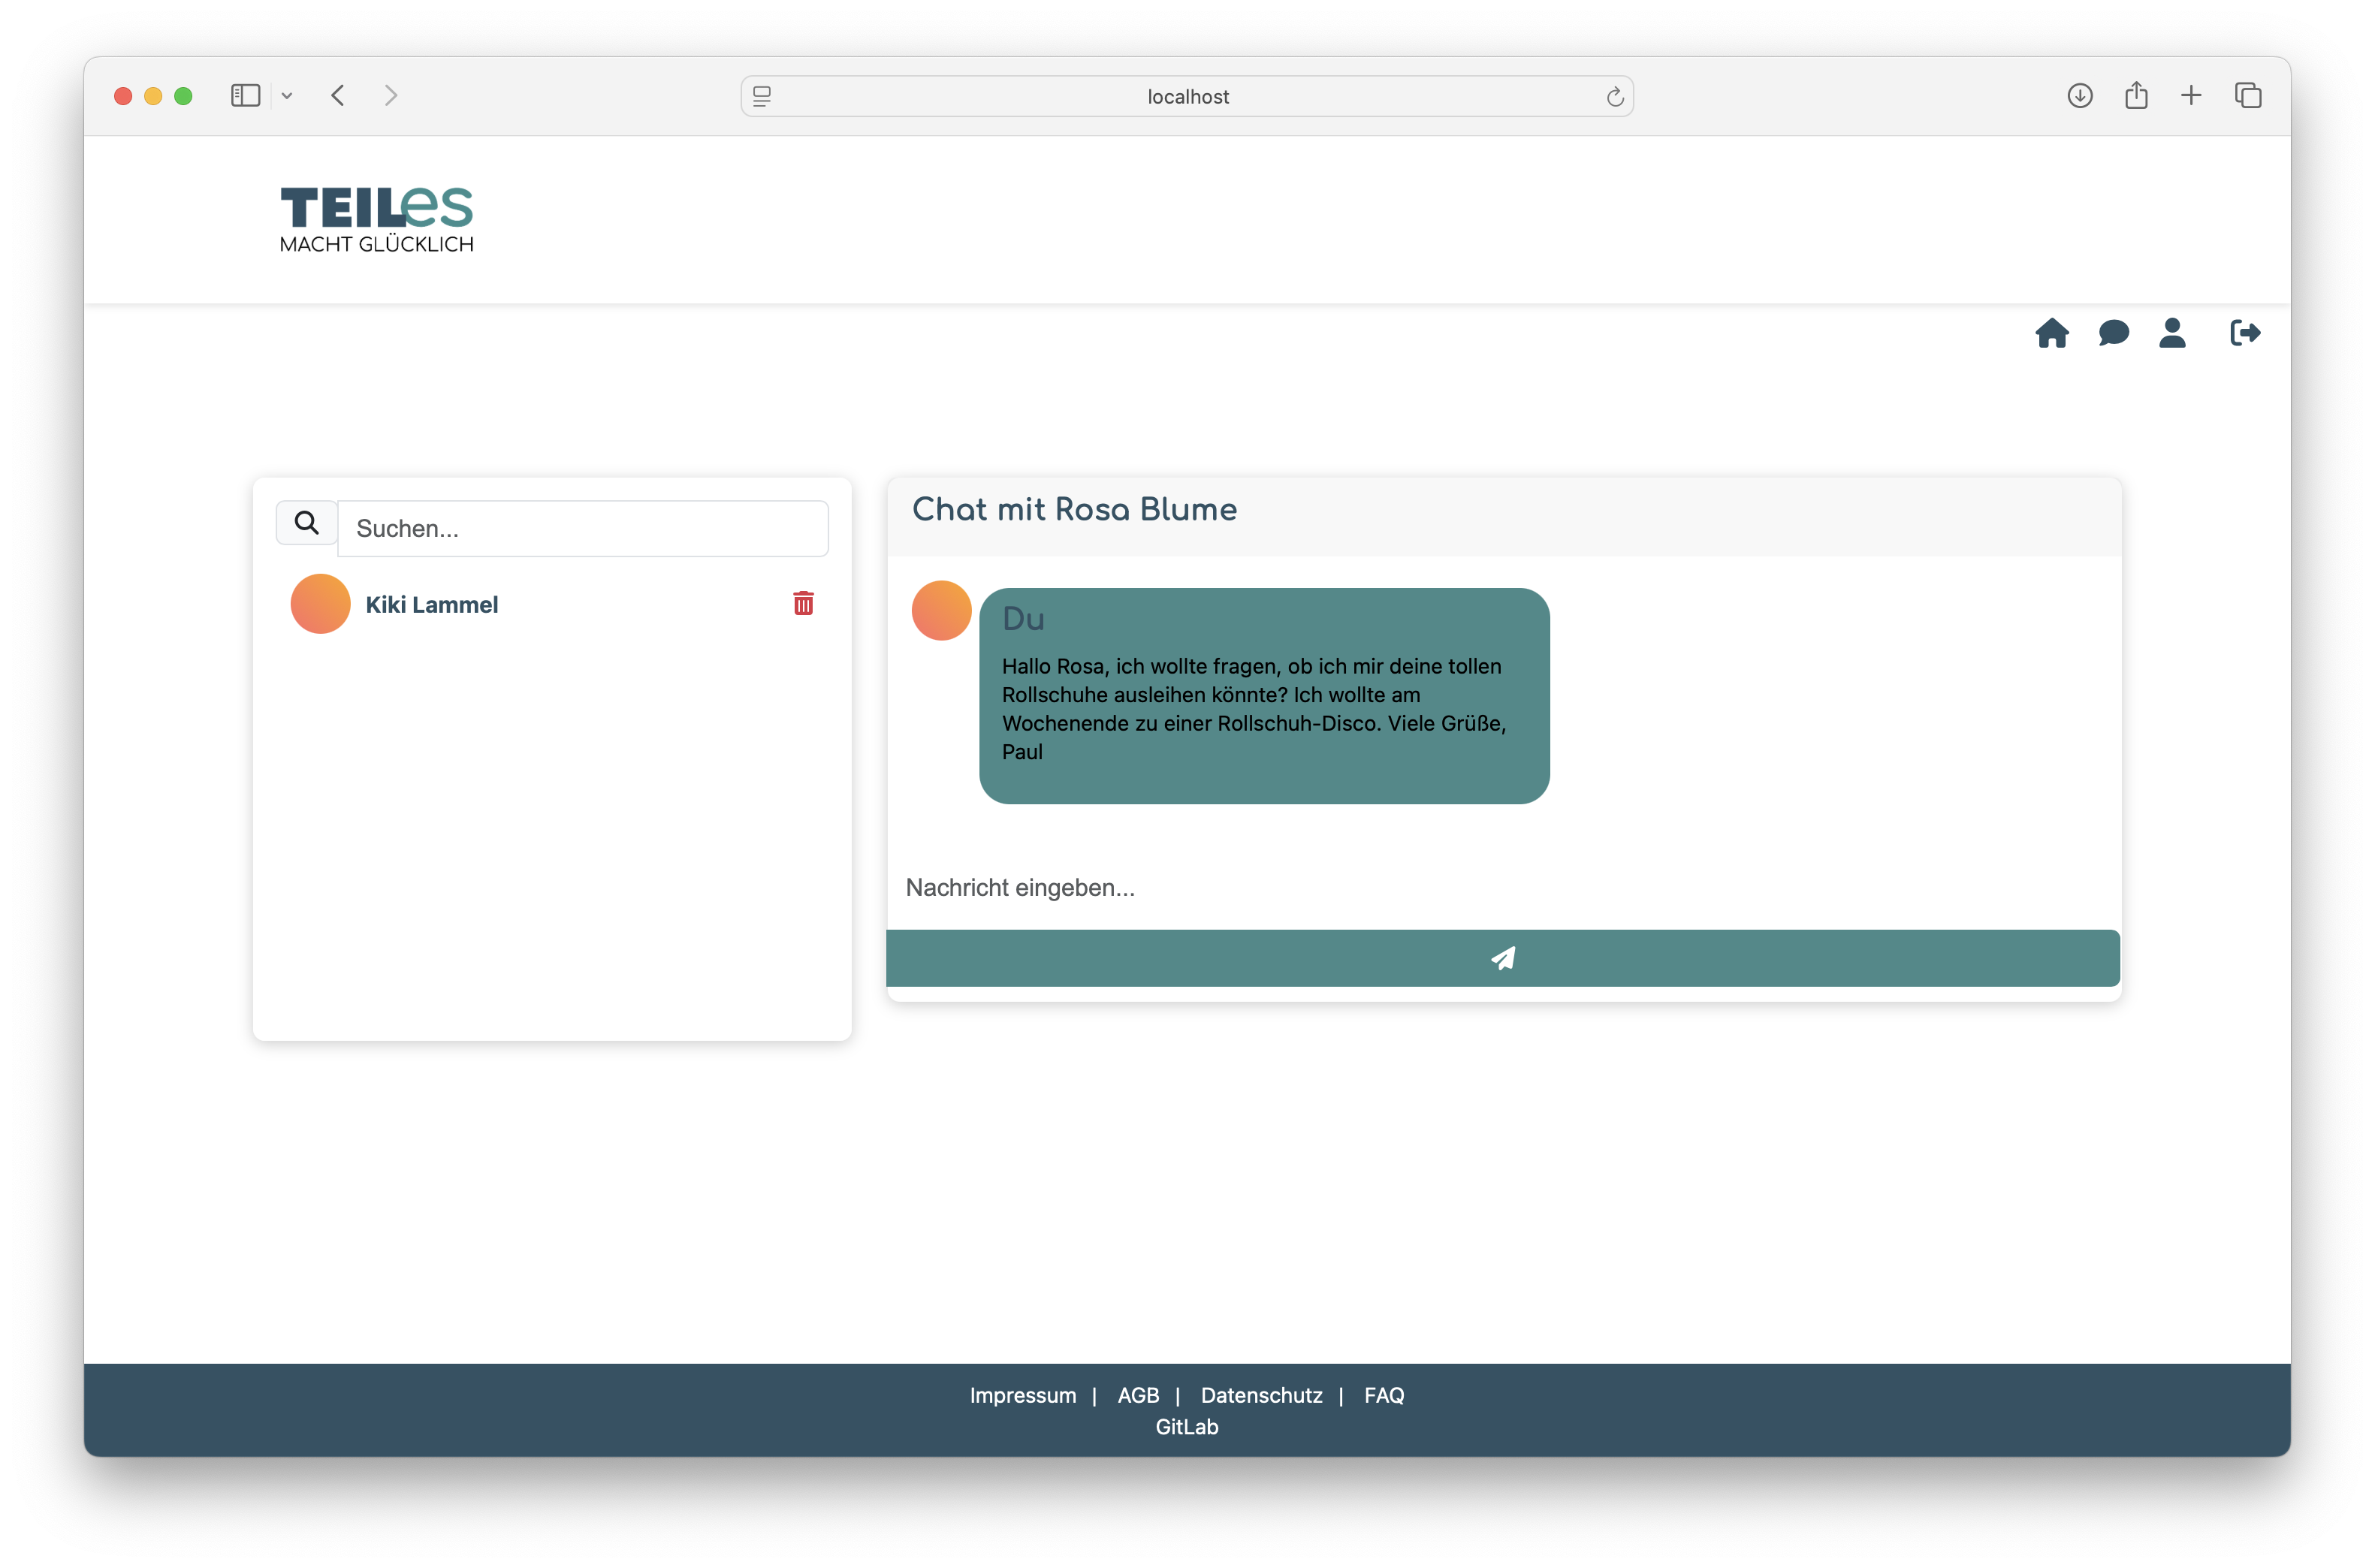 localhost
TEILes
MACHT GLÜCKLICH
Suchen...
Kiki Lammel
Chat mit Rosa Blume
Du
Hallo Rosa, ich wollte fragen, ob ich mir deine tollen
Rollschuhe ausleihen könnte? Ich wollte am
Wochenende zu einer Rollschuh-Disco. Viele Grüße,
Paul
Nachricht eingeben...
Impressum | AGB | Datenschutz | FAQ
GitLab